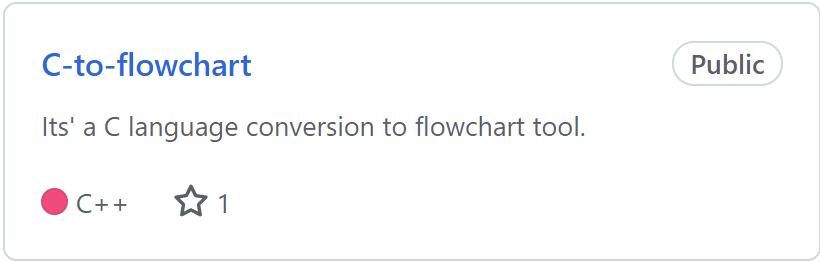 C-to-flowchart
Public
Its' a C language conversion to flowchart tool.
C++
1